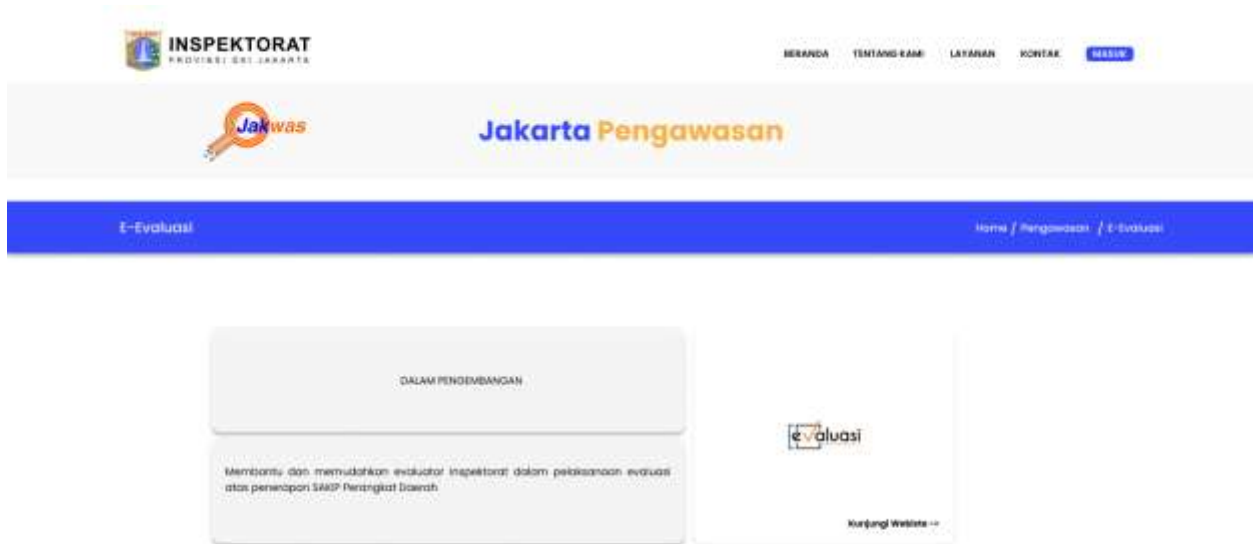 INSPEKTORAT
PROVINSI DKI JAKARTA
BERANDA TENTANG KAMI LAYANAN KONTAK MASUK
Jakwas
Jakarta Pengawasan
E-Evaluasi
Home / Pengawasan / E-Evaluasi
DALAM PENGEMBANGAN
evaluasi
Membantu dan memudahkan evaluator inspektorat dalam pelaksanaan evaluasi
atas penerapan SAKIP Perangkat Daerah
Kunjungi Website -->